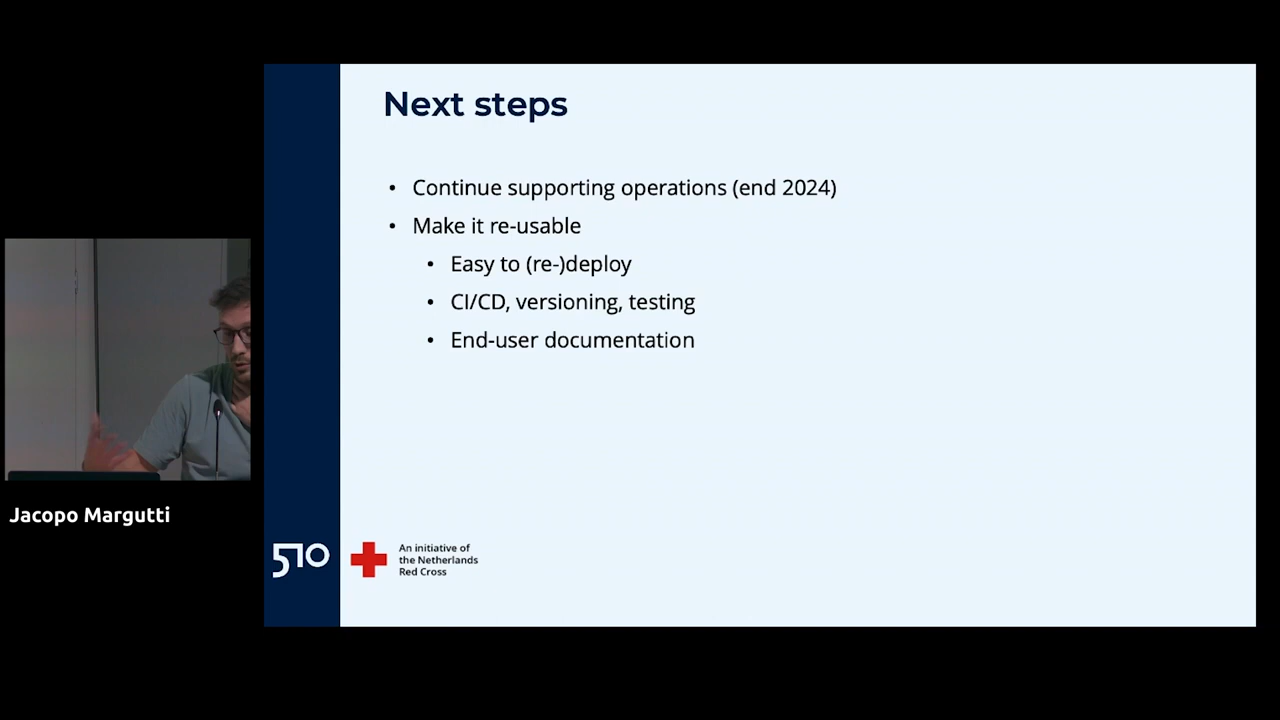 Next steps
• Continue supporting operations (end 2024)
• Make it re-usable
• Easy to (re-)deploy
• CI/CD, versioning, testing
• End-user documentation
Jacopo Margutti
510
An initiative of
the Netherlands
Red Cross